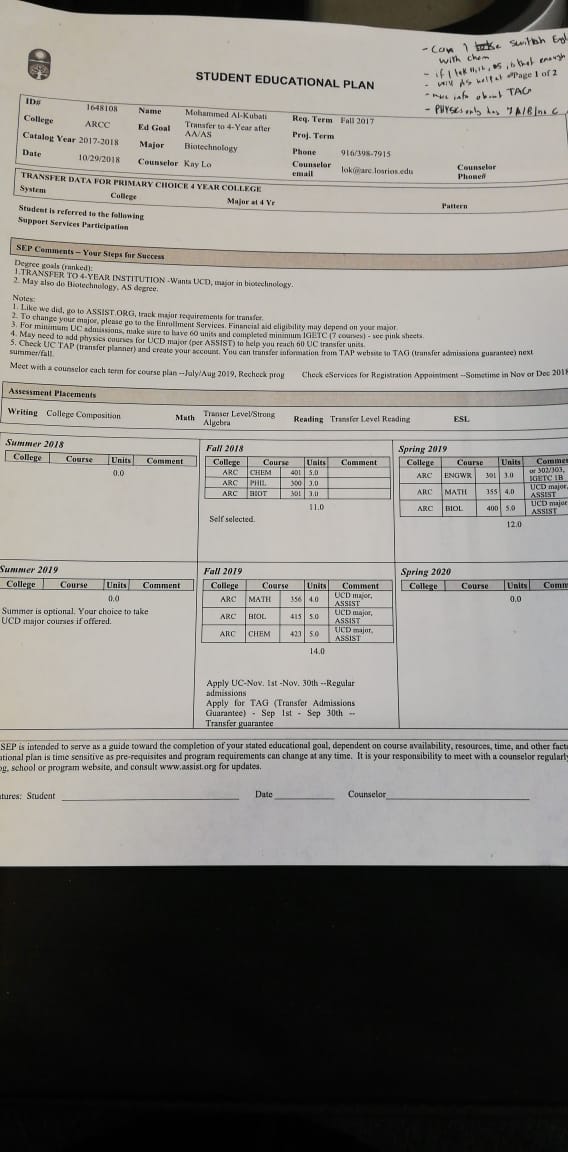 - Can I Switch Engl
with chem
- if I tak this, as, is that enough
- will AS help at
Page 1 of 2
- more info about TAG
- PHYSCS only has 7 A/B/ no C
STUDENT EDUCATIONAL PLAN
ID# 1648108 Name Mohammed Al-Kubati Req. Term Fall 2017
College ARCC Ed Goal Transfer to 4-Year after AA/AS Proj. Term
Catalog Year 2017-2018 Major Biotechnology Phone 916/398-7915
Date 10/29/2018 Counselor Kay Lo Counselor email lok@arc.losrios.edu Counselor Phone#
TRANSFER DATA FOR PRIMARY CHOICE 4 YEAR COLLEGE
System College Major at 4 Yr Pattern
Student is referred to the following
Support Services Participation
SEP Comments – Your Steps for Success
Degree goals (ranked):
1.TRANSFER TO 4-YEAR INSTITUTION -Wants UCD, major in biotechnology.
2. May also do Biotechnology, AS degree.
Notes:
1. Like we did, go to ASSIST.ORG, track major requirements for transfer.
2. To change your major, please go to the Enrollment Services. Financial aid eligibility may depend on your major.
3. For minimum UC admissions, make sure to have 60 units and completed minimum IGETC (7 courses) - see pink sheets.
4. May need to add physics courses for UCD major (per ASSIST) to help you reach 60 UC transfer units.
5. Check UC TAP (transfer planner) and create your account. You can transfer information from TAP website to TAG (transfer admissions guarantee) next
summer/fall.
Meet with a counselor each term for course plan --July/Aug 2019, Recheck prog Check eServices for Registration Appointment --Sometime in Nov or Dec 2018
Assessment Placements
Writing College Composition Math Transer Level/Strong Algebra Reading Transfer Level Reading ESL
Summer 2018
College Course Units Comment
0.0
Fall 2018
College Course Units Comment
ARC CHEM 401 5.0
ARC PHIL 300 3.0
ARC BIOT 301 3.0
11.0
Self selected.
Spring 2019
College Course Units Commen
ARC ENGWR 301 3.0 or 302/303, IGETC 1B
ARC MATH 355 4.0 UCD major, ASSIST
ARC BIOL 400 5.0 UCD major ASSIST
12.0
Summer 2019
College Course Units Comment
0.0
Summer is optional. Your choice to take
UCD major courses if offered.
Fall 2019
College Course Units Comment
ARC MATH 356 4.0 UCD major, ASSIST
ARC BIOL 415 5.0 UCD major, ASSIST
ARC CHEM 423 5.0 UCD major, ASSIST
14.0
Apply UC-Nov. 1st -Nov. 30th --Regular
admissions
Apply for TAG (Transfer Admissions
Guarantee) - Sep 1st - Sep 30th --
Transfer guarantee
Spring 2020
College Course Units Comm
0.0
SEP is intended to serve as a guide toward the completion of your stated educational goal, dependent on course availability, resources, time, and other facto
ational plan is time sensitive as pre-requisites and program requirements can change at any time. It is your responsibility to meet with a counselor regularly
og, school or program website, and consult www.assist.org for updates.
tures: Student Date Counselor